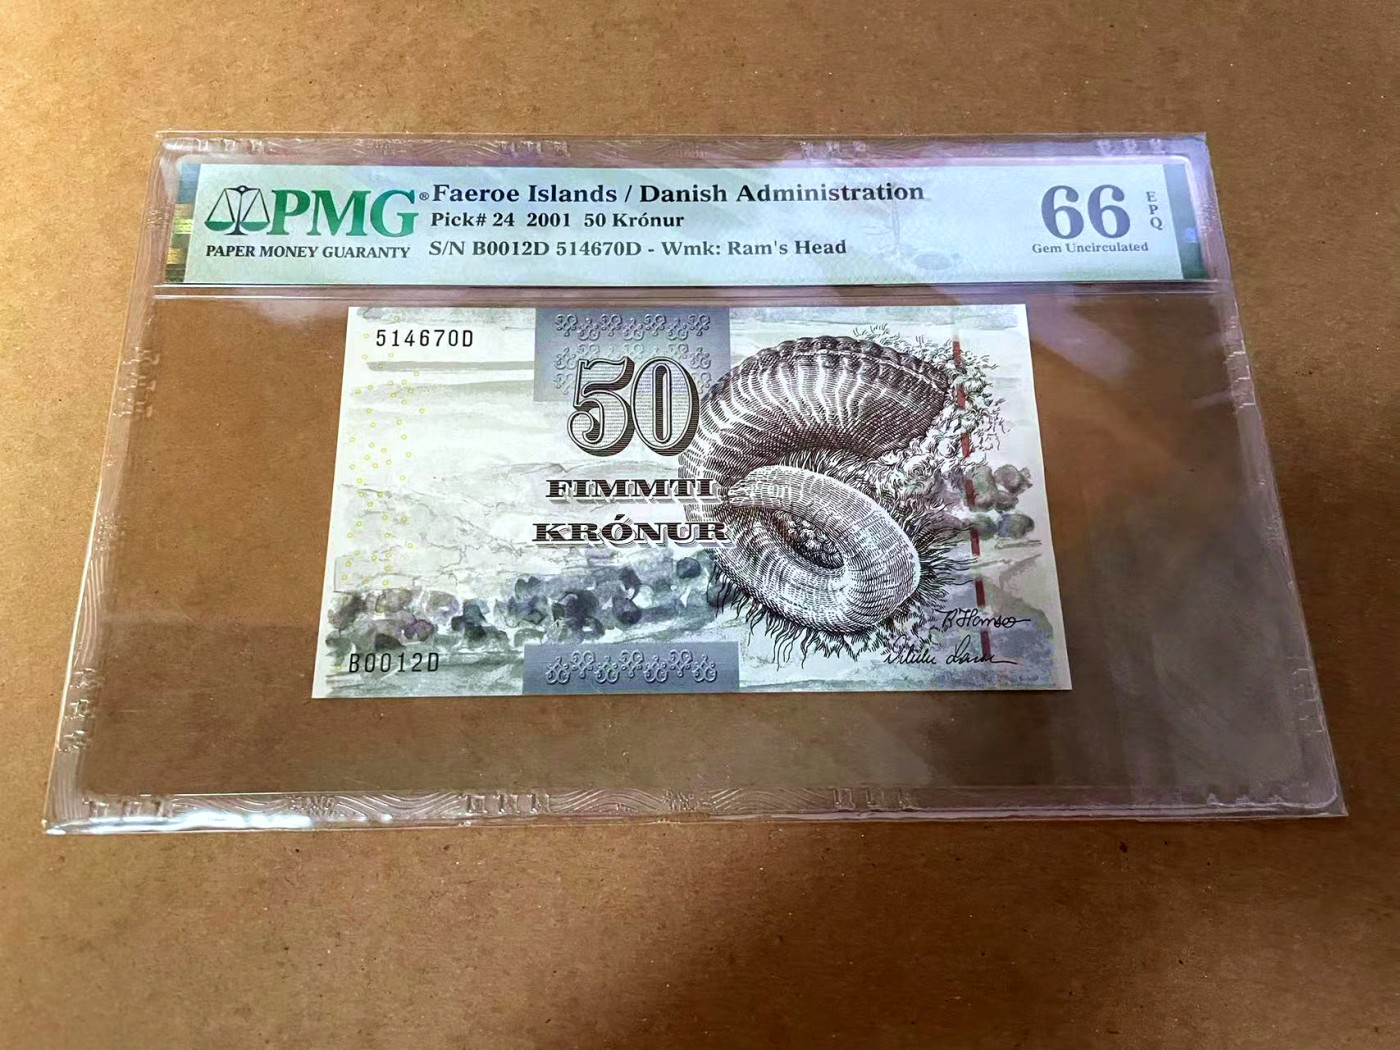 PMG® Faeroe Islands / Danish Administration
Pick# 24 2001 50 Krónur
PAPER MONEY GUARANTY
S/N B0012D 514670D - Wmk: Ram's Head
66
EPQ
Gem Uncirculated
514670D
50
FIMMTI
KRÓNUR
B0012D